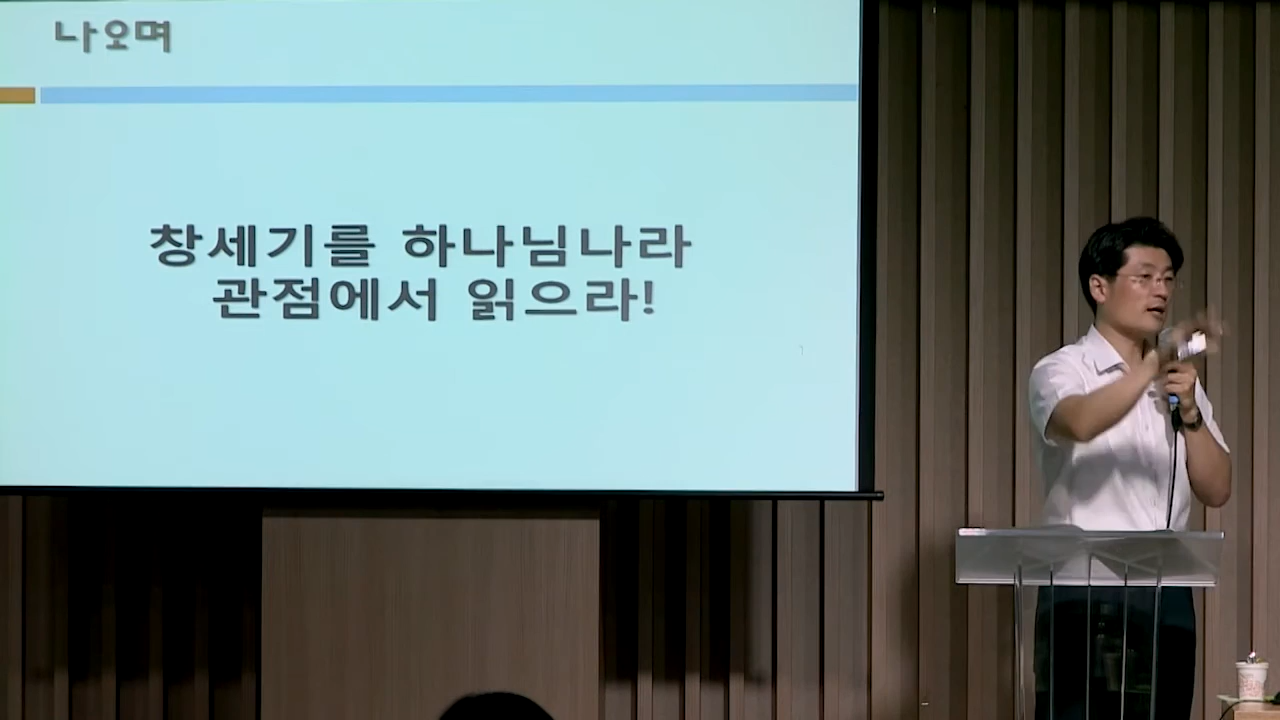 나오며
창세기를 하나님나라
관점에서 읽으라!